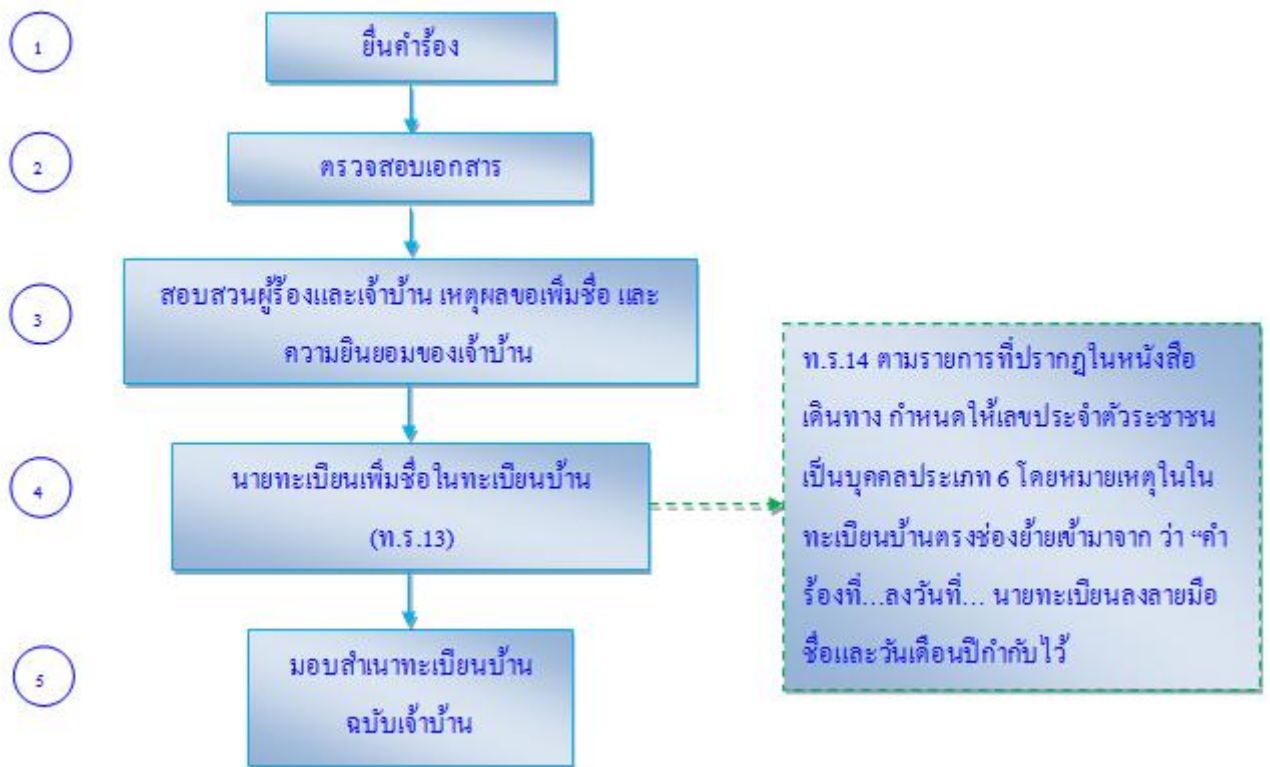 1
ยื่นคำร้อง
2
ตรวจสอบเอกสาร
3
สอบสวนผู้ร้องและเจ้าบ้าน เหตุผลขอเพิ่มชื่อ และ
ความยินยอมของเจ้าบ้าน
4
นายทะเบียนเพิ่มชื่อในทะเบียนบ้าน
(ท.ร.13)
ท.ร.14 ตามรายการที่ปรากฏในหนังสือ
เดินทาง กำหนดให้เลขประจำตัวระชาชน
เป็นบุคคลประเภท 6 โดยหมายเหตุในใน
ทะเบียนบ้านตรงช่องย้ายเข้ามาจาก ว่า “คำ
ร้องที่...ลงวันที่... นายทะเบียนลงลายมือ
ชื่อและวันเดือนปีกำกับไว้
5
มอบสำเนาทะเบียนบ้าน
ฉบับเจ้าบ้าน